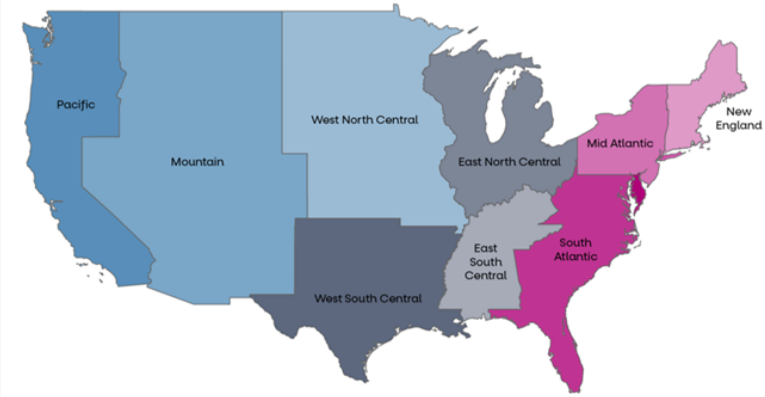 Pacific
Mountain
West North Central
East North Central
Mid Atlantic
New
England
South
Atlantic
East
South
Central
West South Central